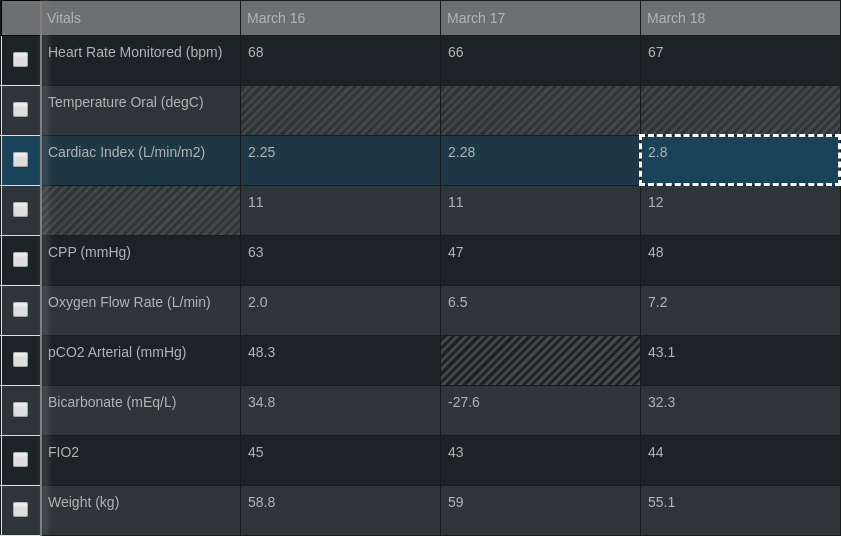 Vitals March 16 March 17 March 18
Heart Rate Monitored (bpm) 68 66 67
Temperature Oral (degC)
Cardiac Index (L/min/m2) 2.25 2.28 2.8
11 11 12
CPP (mmHg) 63 47 48
Oxygen Flow Rate (L/min) 2.0 6.5 7.2
pCO2 Arterial (mmHg) 48.3 43.1
Bicarbonate (mEq/L) 34.8 -27.6 32.3
FIO2 45 43 44
Weight (kg) 58.8 59 55.1